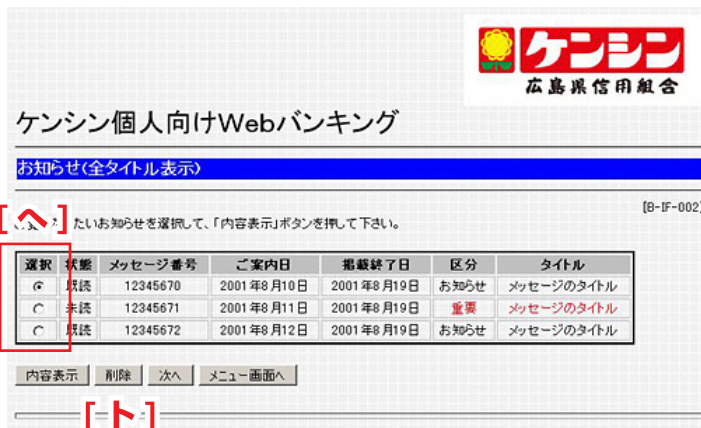 ケンシン
広島県信用組合
ケンシン個人向けWebバンキング
お知らせ(全タイトル表示)
[B-IF-002]
[ヘ]
たいお知らせを選択して、「内容表示」ボタンを押して下さい。
選択 状態 メッセージ番号 ご案内日 掲載終了日 区分 タイトル
既読 12345670 2001年8月10日 2001年8月19日 お知らせ メッセージのタイトル
未読 12345671 2001年8月11日 2001年8月19日 重要 メッセージのタイトル
既読 12345672 2001年8月12日 2001年8月19日 お知らせ メッセージのタイトル
内容表示 削除 次へ メニュー画面へ
[ト]